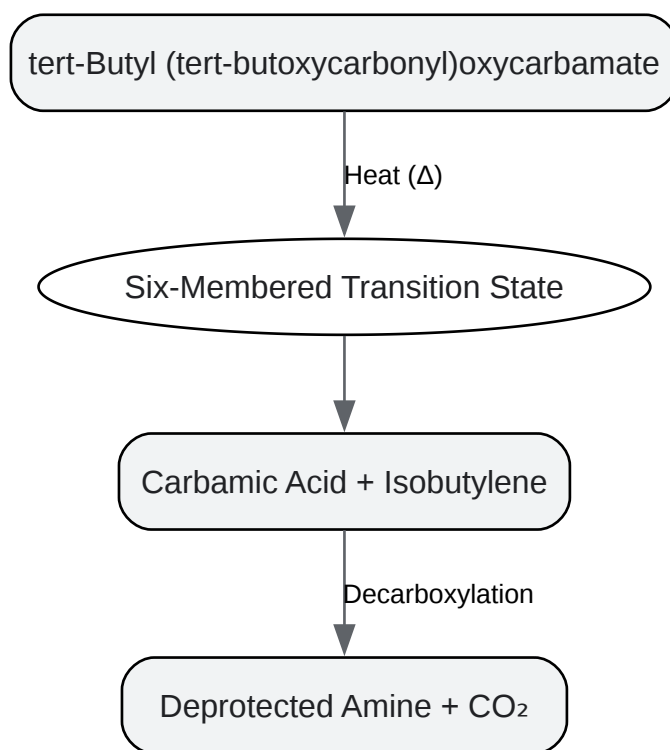 tert-Butyl (tert-butoxycarbonyl)oxycarbamate
Heat (Δ)
Six-Membered Transition State
Carbamic Acid + Isobutylene
Decarboxylation
Deprotected Amine + CO₂